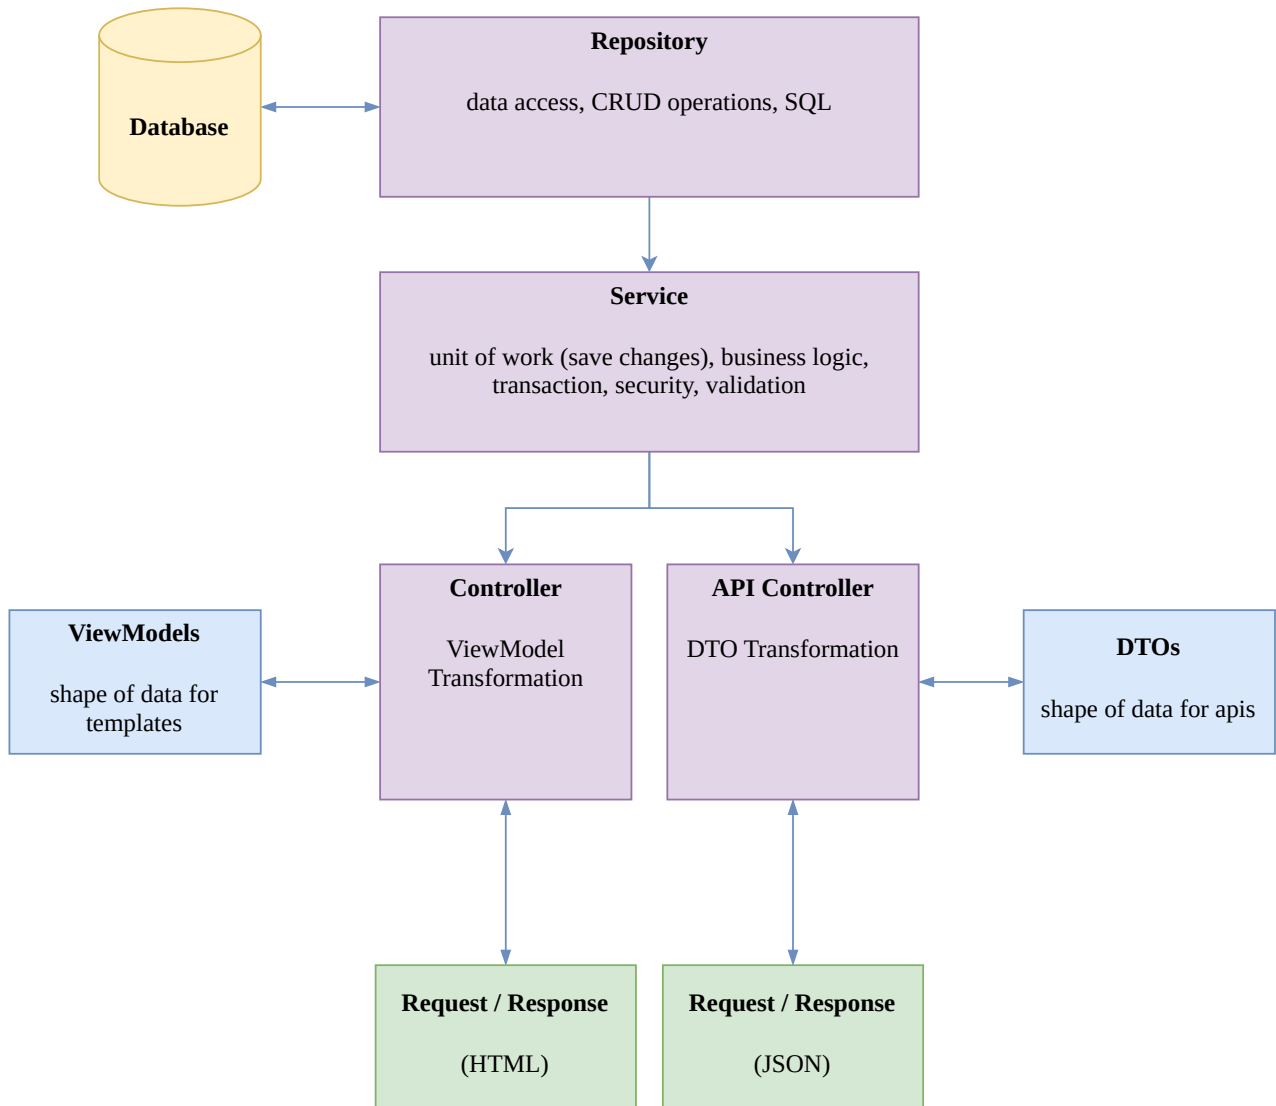 Repository
data access, CRUD operations, SQL
Database
Service
unit of work (save changes), business logic,
transaction, security, validation
Controller
ViewModel
Transformation
API Controller
DTO Transformation
ViewModels
shape of data for
templates
DTOs
shape of data for apis
Request / Response
(HTML)
Request / Response
(JSON)